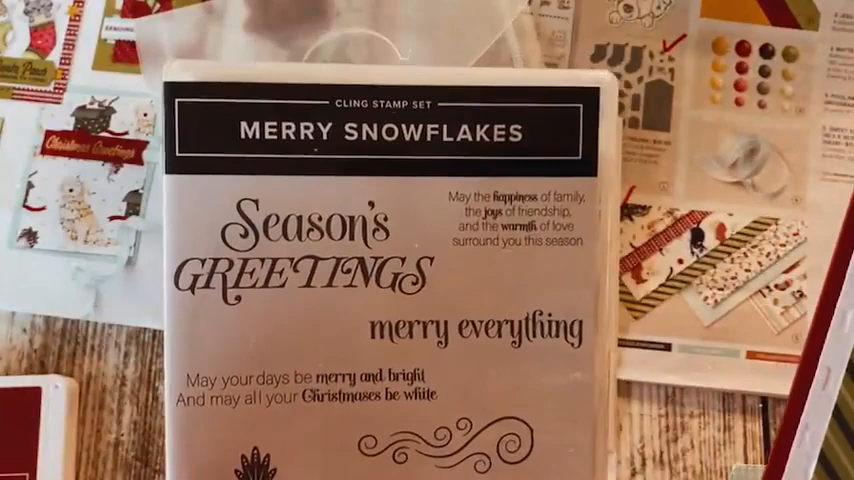 CLING STAMP SET
MERRY SNOWFLAKES
Season's
GREETINGS
May the happiness of family,
the joys of friendship,
and the warmth of love
surround you this season
merry everything
May your days be merry and bright
And may all your Christmases be white
Christmas Greetings